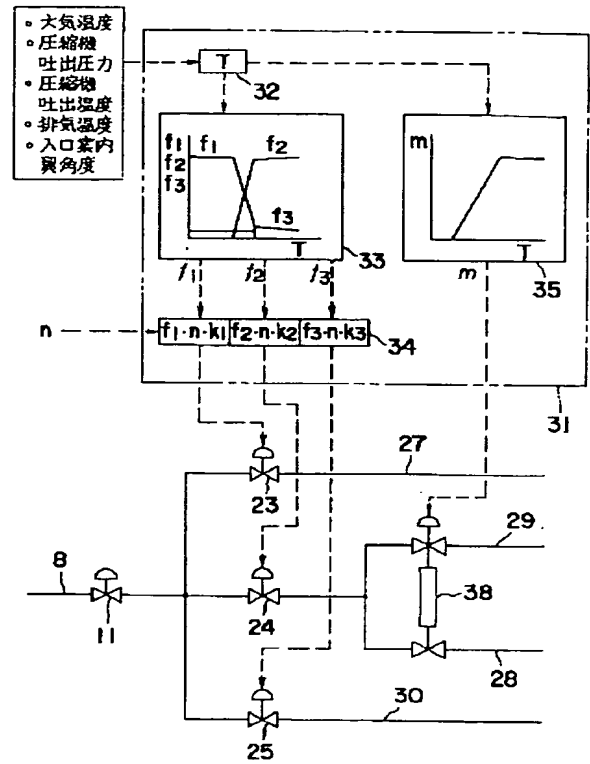 • 大気温度
• 圧縮機
吐出圧力
• 圧縮機
吐出温度
• 排気温度
• 入口案内
翼角度
T
32
f1
f2
f3
f1
f2
f3
T
33
m
T
35
f1
f2
f3
m
n
f1·n·k1
f2·n·k2
f3·n·k3
34
31
27
23
29
8
11
24
38
28
30
25